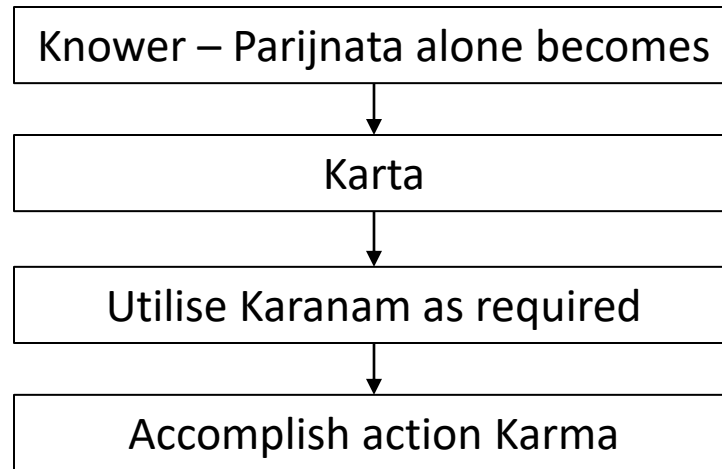 Knower – Parijnata alone becomes
Karta
Utilise Karanam as required
Accomplish action Karma